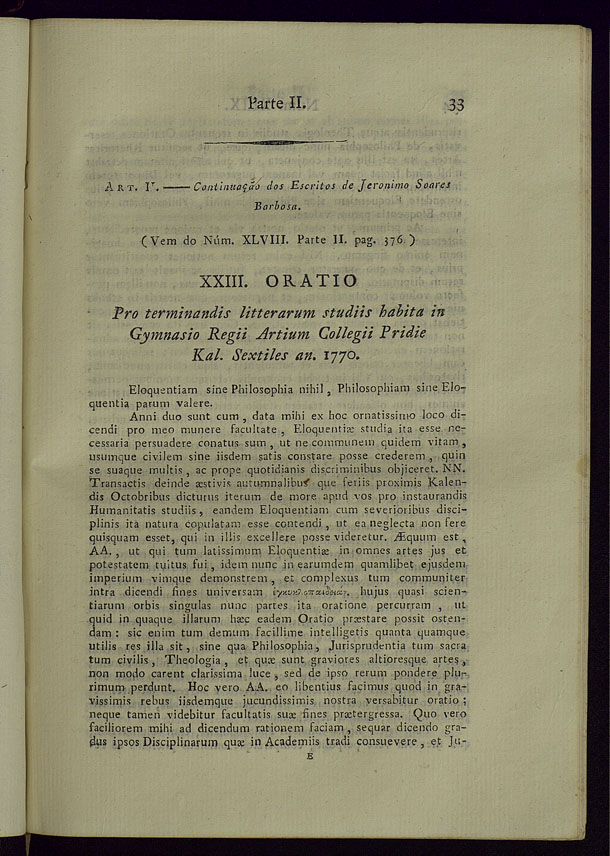 Parte II. 33
ART. Iº. —— Continuação dos Escritos de Jeronimo Soares
Barbosa.
(Vem do Núm. XLVIII. Parte II. pag. 376.)
XXIII. ORATIO
Pro terminandis litterarum studiis habita in
Gymnasio Regii Artium Collegii Pridie
Kal. Sextiles an. 1770.
Eloquentiam sine Philosophia nihil, Philosophiam sine Elo-
quentia parum valere.
Anni duo sunt cum, data mihi ex hoc ornatissimo loco di-
cendi pro meo munere facultate, Eloquentiæ studia ita esse ne-
cessaria persuadere conatus sum, ut ne communem quidem vitam,
usumque civilem sine iisdem satis constare posse crederem, quin
se suaque multis, ac prope quotidianis discriminibus objiceret. NN.
Transactis deinde æstivis autumnalibus que feriis proximis Kalen-
dis Octobribus dicturus iterum de more apud vos pro instaurandis
Humanitatis studiis, eandem Eloquentiam cum severioribus disci-
plinis ita natura copulatam esse contendi, ut ea neglecta non fere
quisquam esset, qui in illis excellere posse videretur. Æquum est,
AA., ut qui tum latissimum Eloquentiæ in omnes artes jus et
potestatem tuitus fui, idem nunc in earumdem quamlibet ejusdem
imperium vimque demonstrem, et complexus tum communiter
intra dicendi fines universam hujus quasi scien-
tiarum orbis singulas nunc partes ita oratione percurram, ut
quid in quaque illarum hæc eadem Oratio præstare possit osten-
dam: sic enim tum demum facillime intelligetis quanta quamque
utilis res illa sit, sine qua Philosophia, Jurisprudentia tum sacra
tum civilis, Theologia, et quæ sunt graviores altioresque artes,
non modo carent clarissima luce, sed de ipso rerum pondere plu-
rimum perdunt. Hoc vero AA. eo libentius facimus quod in gra-
vissimis rebus iisdemque jucundissimis nostra versabitur oratio;
neque tamen videbitur facultatis suæ fines prætergressa. Quo vero
faciliorem mihi ad dicendum rationem faciam, sequar dicendo gra-
dus ipsos Disciplinarum quæ in Academiis tradi consuevere, et Ju-
E